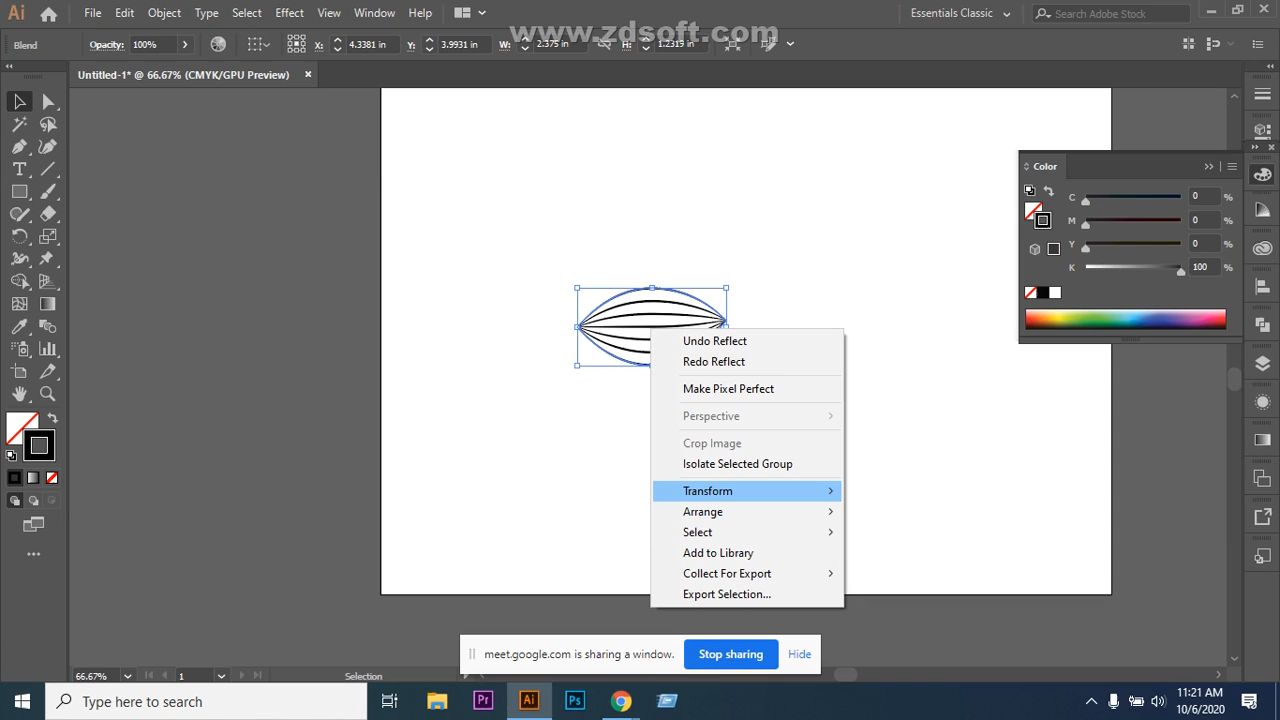 Ai File Edit Object Type Select Effect View Window Help Essentials Classic Search Adobe Stock
www.zdsoft.com
Blend Opacity: 100% X: 4.3381 in Y: 3.9931 in W: 2.375 in H: 1.2319 in
Untitled-1* @ 66.67% (CMYK/GPU Preview)
Color
C 0 %
M 0 %
Y 0 %
K 100 %
Undo Reflect
Redo Reflect
Make Pixel Perfect
Perspective
Crop Image
Isolate Selected Group
Transform
Arrange
Select
Add to Library
Collect For Export
Export Selection...
meet.google.com is sharing a window. Stop sharing Hide
66.67% 1 Selection
Type here to search Pr Ai Ps 11:21 AM
10/6/2020